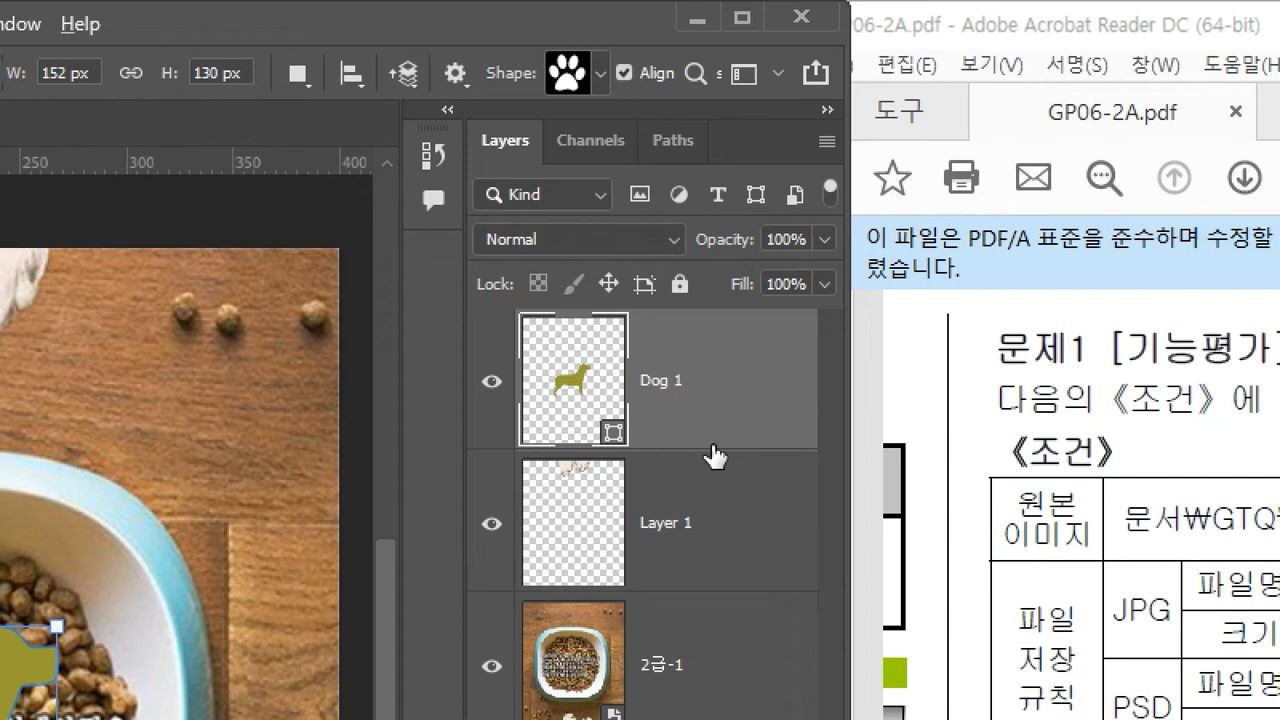 ndow Help
06-2A.pdf - Adobe Acrobat Reader DC (64-bit)
W: 152 px H: 130 px Shape: Align s
편집(E) 보기(V) 서명(S) 창(W) 도움말(H
도구 GP06-2A.pdf ×
Layers Channels Paths
250 300 350 400
Kind
Normal Opacity: 100%
이 파일은 PDF/A 표준을 준수하며 수정할
렸습니다.
Lock: Fill: 100%
Dog 1
Layer 1
2급-1
문제1 [기능평가]
다음의 《조건》에
《조건》
원본
이미지
문서₩GTQ
파일
저장
규칙
JPG
파일명
크기
PSD
파일명